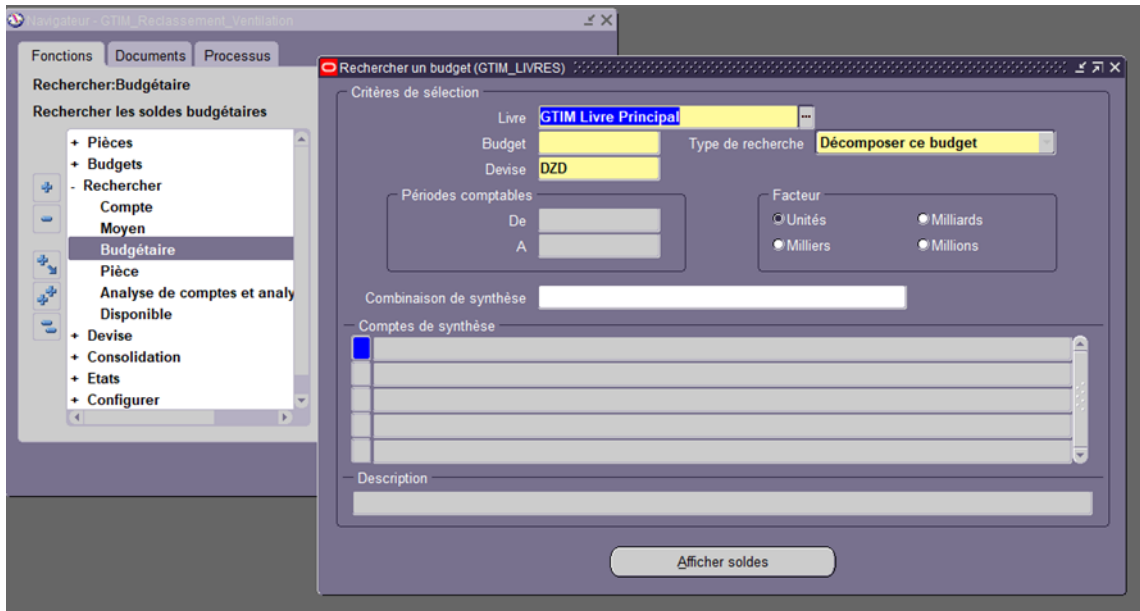 Navigateur - GTIM_Reclassement_Ventilation
Fonctions Documents Processus
Rechercher:Budgétaire
Rechercher les soldes budgétaires
+ Pièces
+ Budgets
- Rechercher
Compte
Moyen
Budgétaire
Pièce
Analyse de comptes et analy
Disponible
+ Devise
+ Consolidation
+ Etats
+ Configurer
Rechercher un budget (GTIM_LIVRES)
Critères de sélection
Livre GTIM Livre Principal ...
Budget Type de recherche Décomposer ce budget
Devise DZD
Périodes comptables Facteur
De Unités Milliards
A Milliers Millions
Combinaison de synthèse
Comptes de synthèse
Description
Afficher soldes